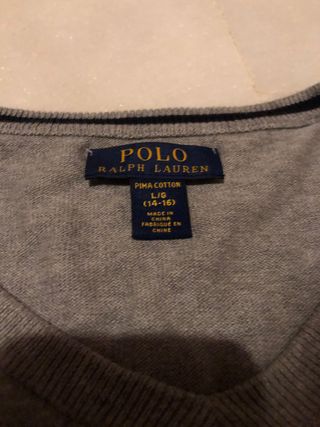 POLO
RALPH LAUREN
PIMA COTTON
L/G
(14-16)
MADE IN
CHINA
FABRIQUÉ EN
CHINE